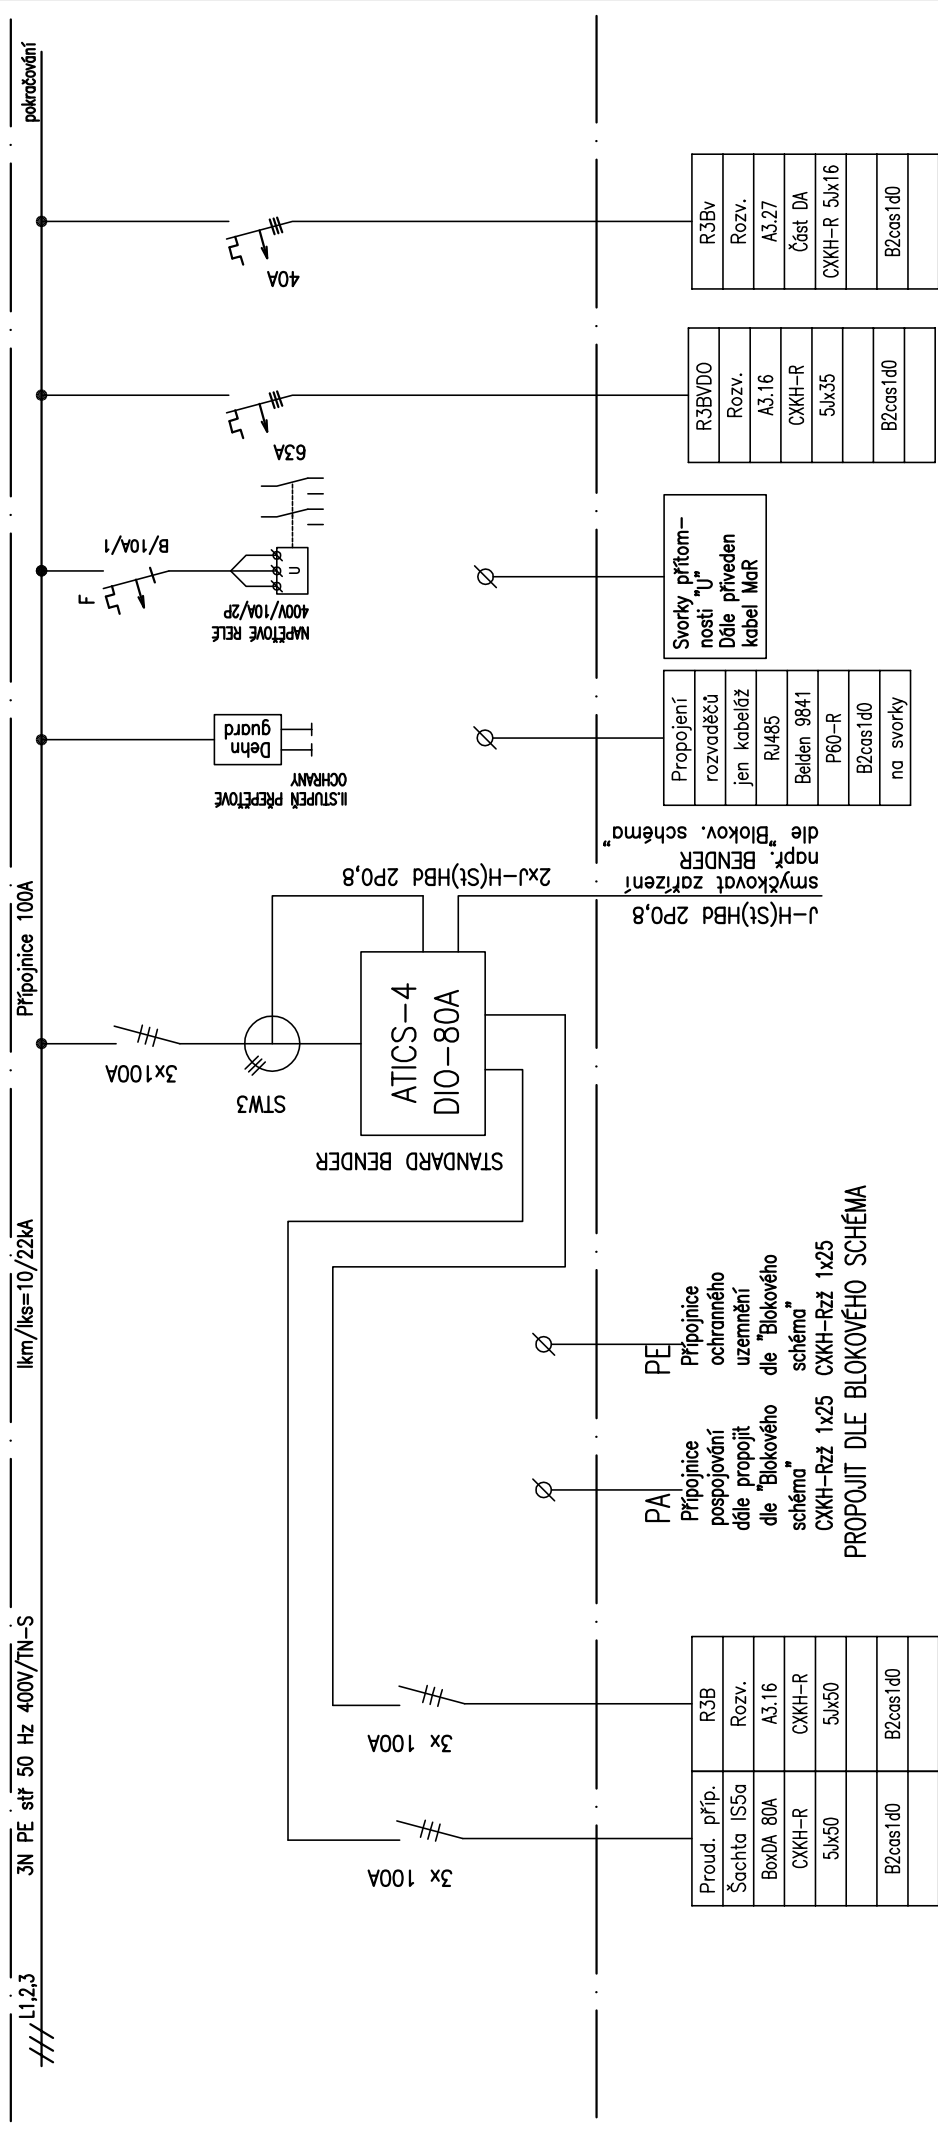 L1,2,3
3N PE stř 50 Hz 400V/TN-S
Ikm/Iks=10/22kA
Přípojnice 100A
pokračování
3x 100A
3x 100A
3x100A
STW3
STANDARD BENDER
ATICS-4
DIO-80A
2xJ-H(St)HBd 2P0,8
J-H(St)HBd 2P0,8
smyčkovat zařízení
např. BENDER
dle "Blokov. schéma"
II.STUPEŇ PŘEPĚŤOVÉ
OCHRANY
Dehn
guard
F
B/10A/1
NAPĚŤOVÉ RELÉ
400V/10A/2P
U
63A
40A
Proud. příp.
Šachta IS5a
BoxDA 80A
CXKH-R
5Jx50
B2cas1d0
R3B
Rozv.
A3.16
CXKH-R
5Jx50
B2cas1d0
PA
Přípojnice
pospojování
dále propojit
dle "Blokového
schéma"
CXKH-Rzž 1x25
PE
Přípojnice
ochranného
uzemnění
dle "Blokového
schéma"
CXKH-Rzž 1x25
PROPOJIT DLE BLOKOVÉHO SCHÉMA
Propojení
rozvaděčů
jen kabeláž
RJ485
Belden 9841
P60-R
B2cas1d0
na svorky
Svorky přítom-
nosti "U"
Dále přiveden
kabel MaR
R3BVDO
Rozv.
A3.16
CXKH-R
5Jx35
B2cas1d0
R3Bv
Rozv.
A3.27
Část DA
CXKH-R 5Jx16
B2cas1d0